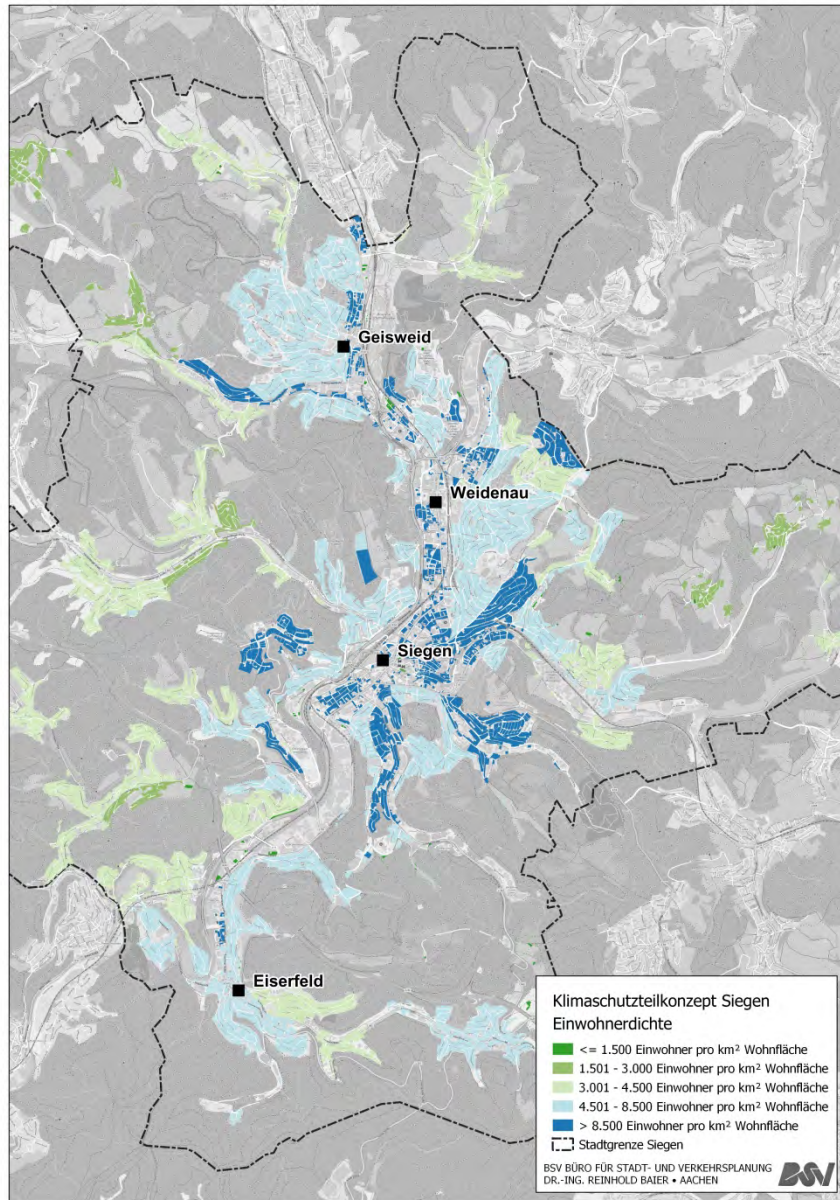 Geisweid
Weidenau
Siegen
Eiserfeld
Klimaschutzteilkonzept Siegen
Einwohnerdichte
<= 1.500 Einwohner pro km² Wohnfläche
1.501 - 3.000 Einwohner pro km² Wohnfläche
3.001 - 4.500 Einwohner pro km² Wohnfläche
4.501 - 8.500 Einwohner pro km² Wohnfläche
> 8.500 Einwohner pro km² Wohnfläche
Stadtgrenze Siegen
BSV BÜRO FÜR STADT- UND VERKEHRSPLANUNG
DR.-ING. REINHOLD BAIER • AACHEN
BSV